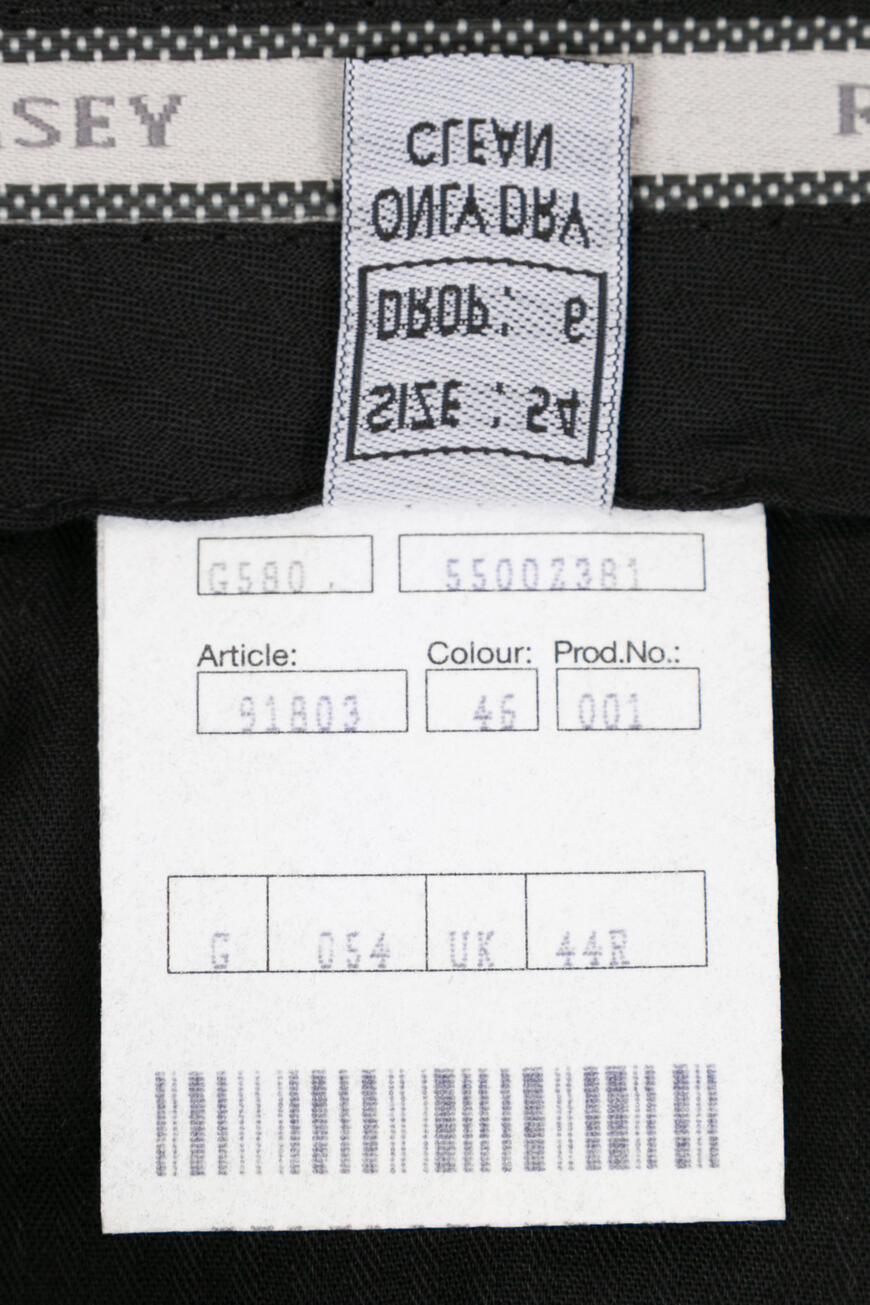 SEY
R
SIZE : 54
DROP: 6
ONLY DRY
CLEAN
G580 . 55002381
Article: Colour: Prod.No.:
91803 46 001
G 054 UK 44R